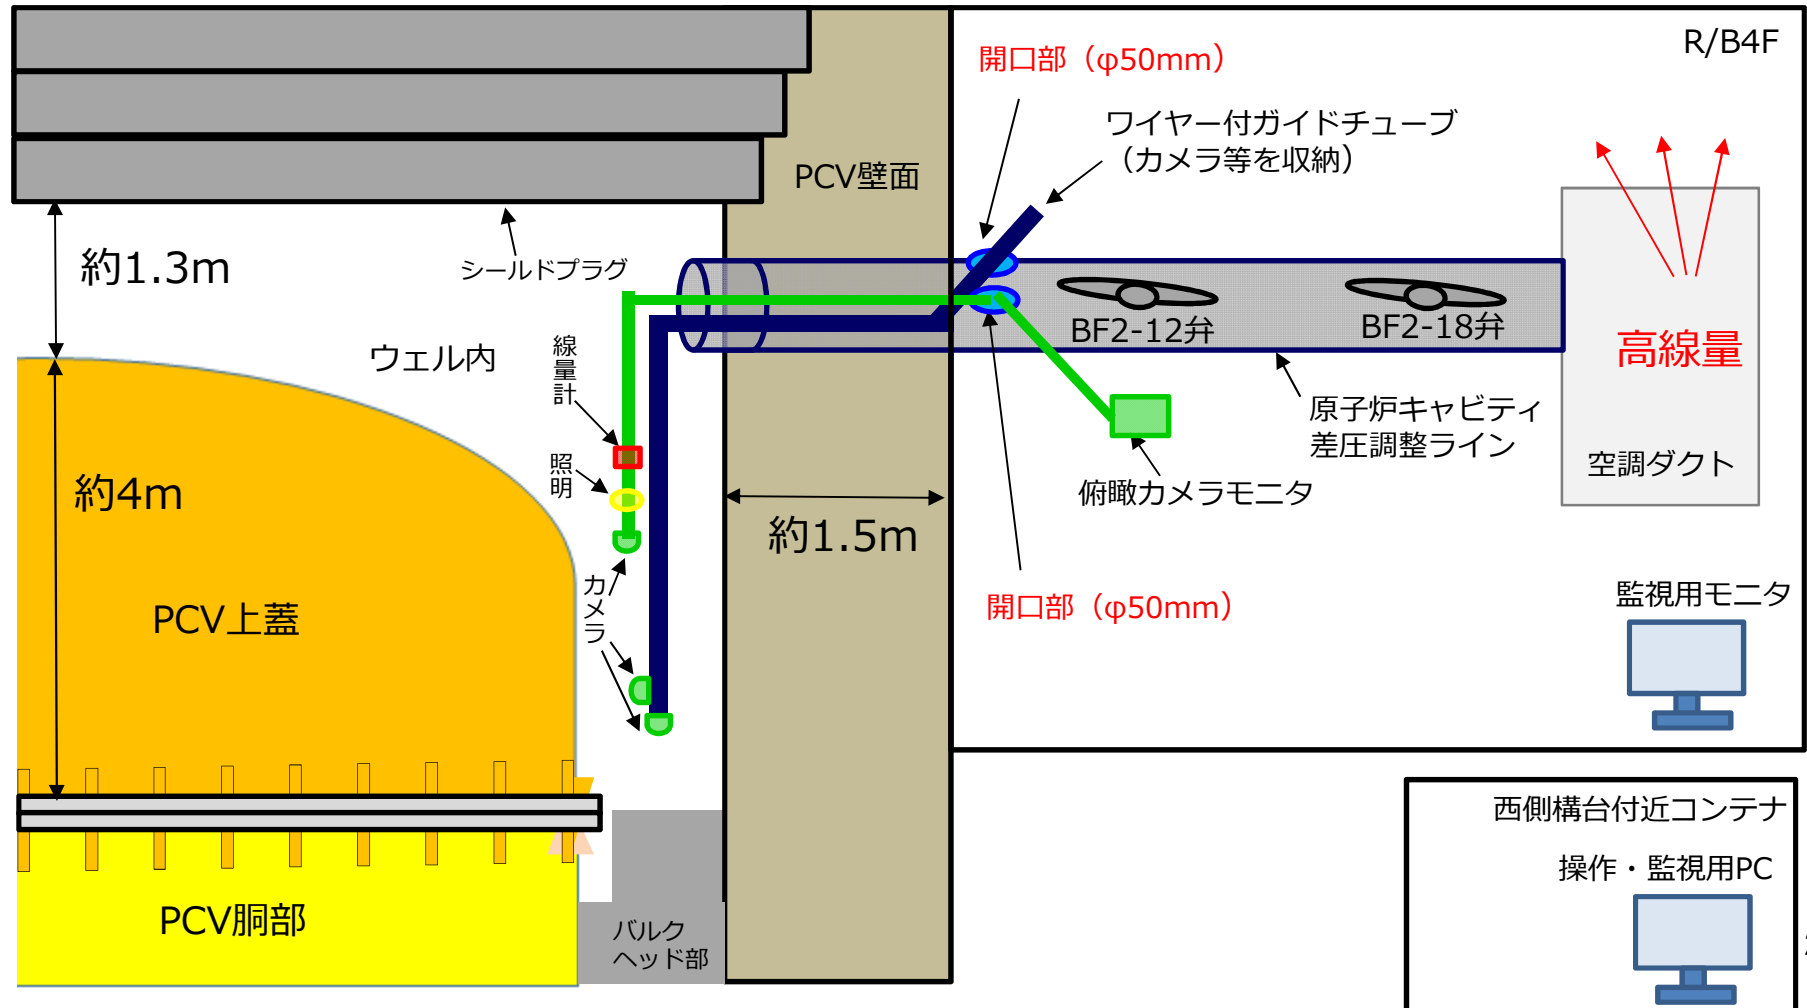 R/B4F
開口部（φ50mm）
ワイヤー付ガイドチューブ
（カメラ等を収納）
PCV壁面
約1.3m
シールドプラグ
ウェル内
線量計
BF2-12弁
BF2-18弁
高線量
原子炉キャビティ
差圧調整ライン
空調ダクト
照明
俯瞰カメラモニタ
約4m
約1.5m
カメラ
開口部（φ50mm）
監視用モニタ
PCV上蓋
西側構台付近コンテナ
操作・監視用PC
PCV胴部
バルク
ヘッド部